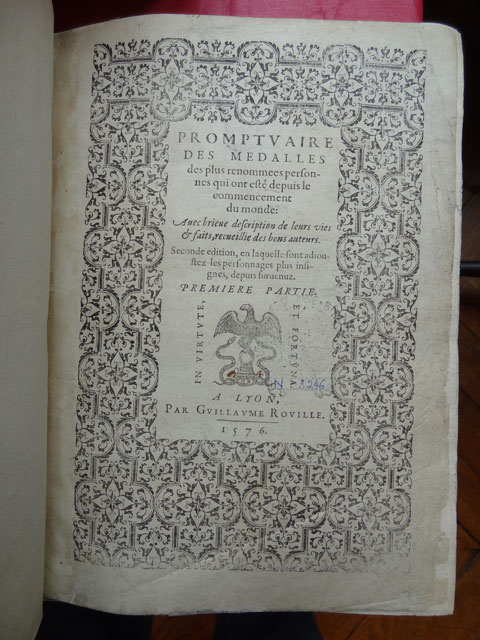 PROMPTVAIRE
DES MEDALLES
des plus renommees person-
nes qui ont esté depuis le
commencement
du monde:
Auec brieue description de leurs vies
& faits, recueillie des bons auteurs.
Seconde edition, en laquelle sont adiou-
stez les personnages plus insi-
gnes, depuis suruenuz.
PREMIERE PARTIE.
IN VIRTVTE,
ET FORTVNA
N 3246
A LYON,
PAR GVILLAVME ROVILLE.
1576.